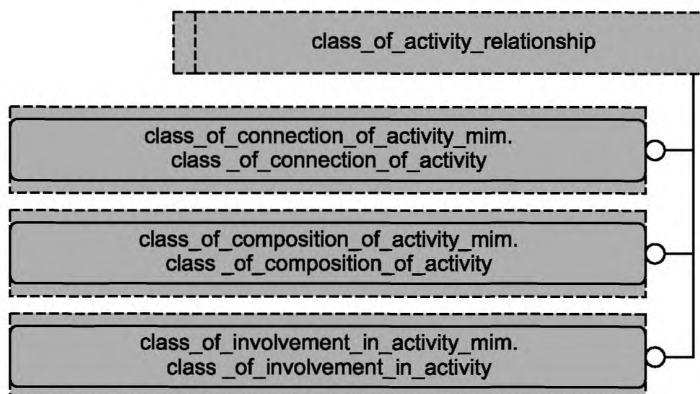 class_of_activity_relationship
class_of_connection_of_activity_mim.
class _of_connection_of_activity
class_of_composition_of_activity_mim.
class _of_composition_of_activity
class_of_involvement_in_activity_mim.
class _of_involvement_in_activity